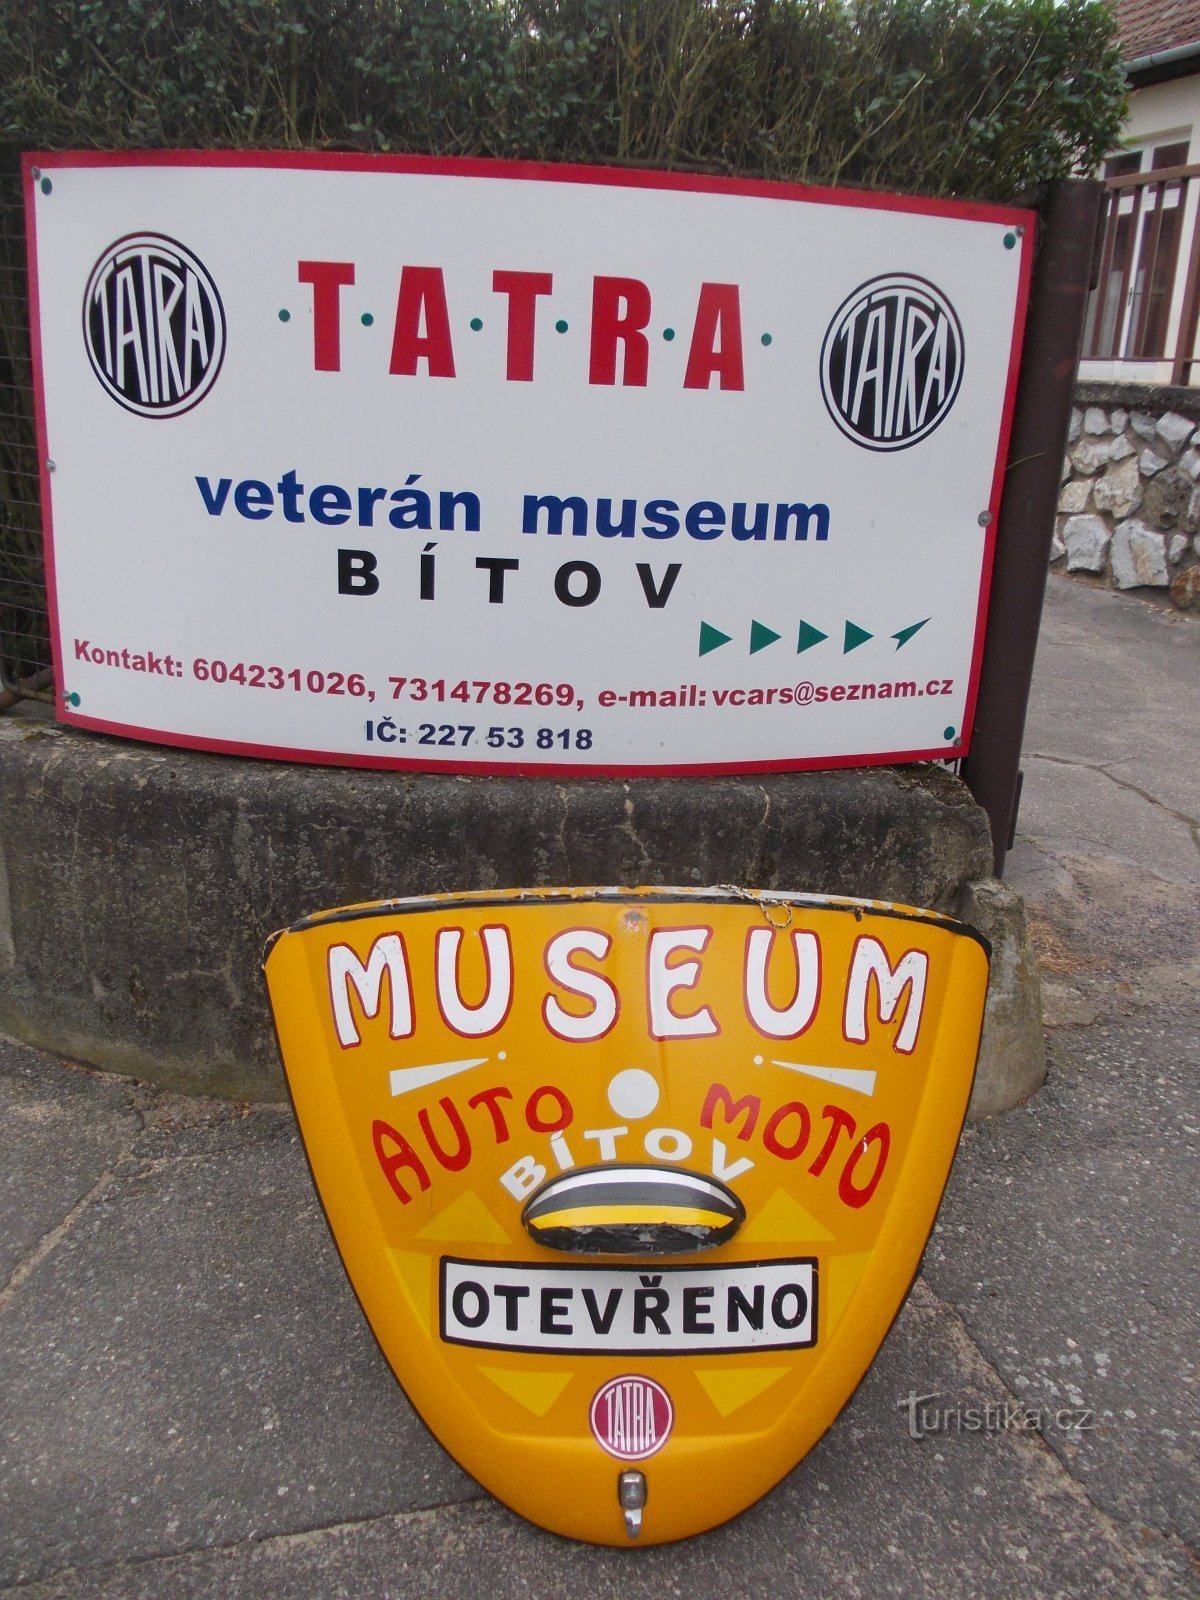 TATRA
T·A·T·R·A
TATRA
veterán museum
BÍTOV
Kontakt: 604231026, 731478269, e-mail: vcars@seznam.cz
IČ: 227 53 818
MUSEUM
AUTO MOTO
BÍTOV
OTEVŘENO
TATRA
Turistika.cz